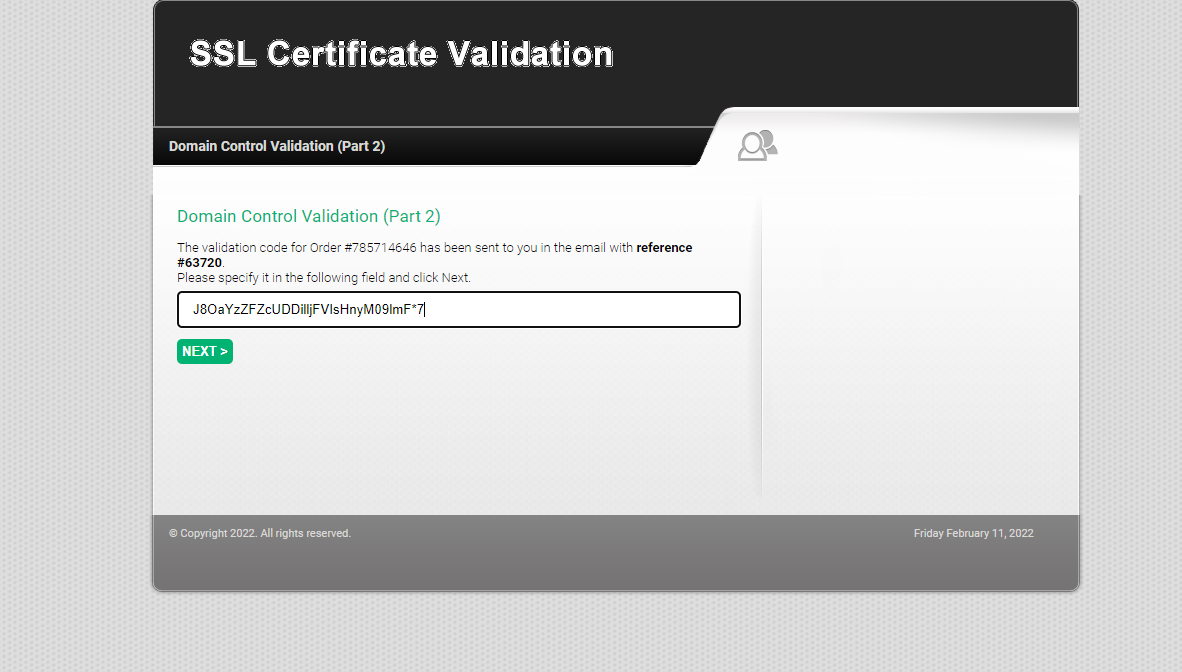 SSL Certificate Validation
Domain Control Validation (Part 2)
Domain Control Validation (Part 2)
The validation code for Order #785714646 has been sent to you in the email with reference
#63720.
Please specify it in the following field and click Next.
J8OaYzZFZcUDDilljFVlsHnyM09lmF*7
NEXT >
© Copyright 2022. All rights reserved.
Friday February 11, 2022